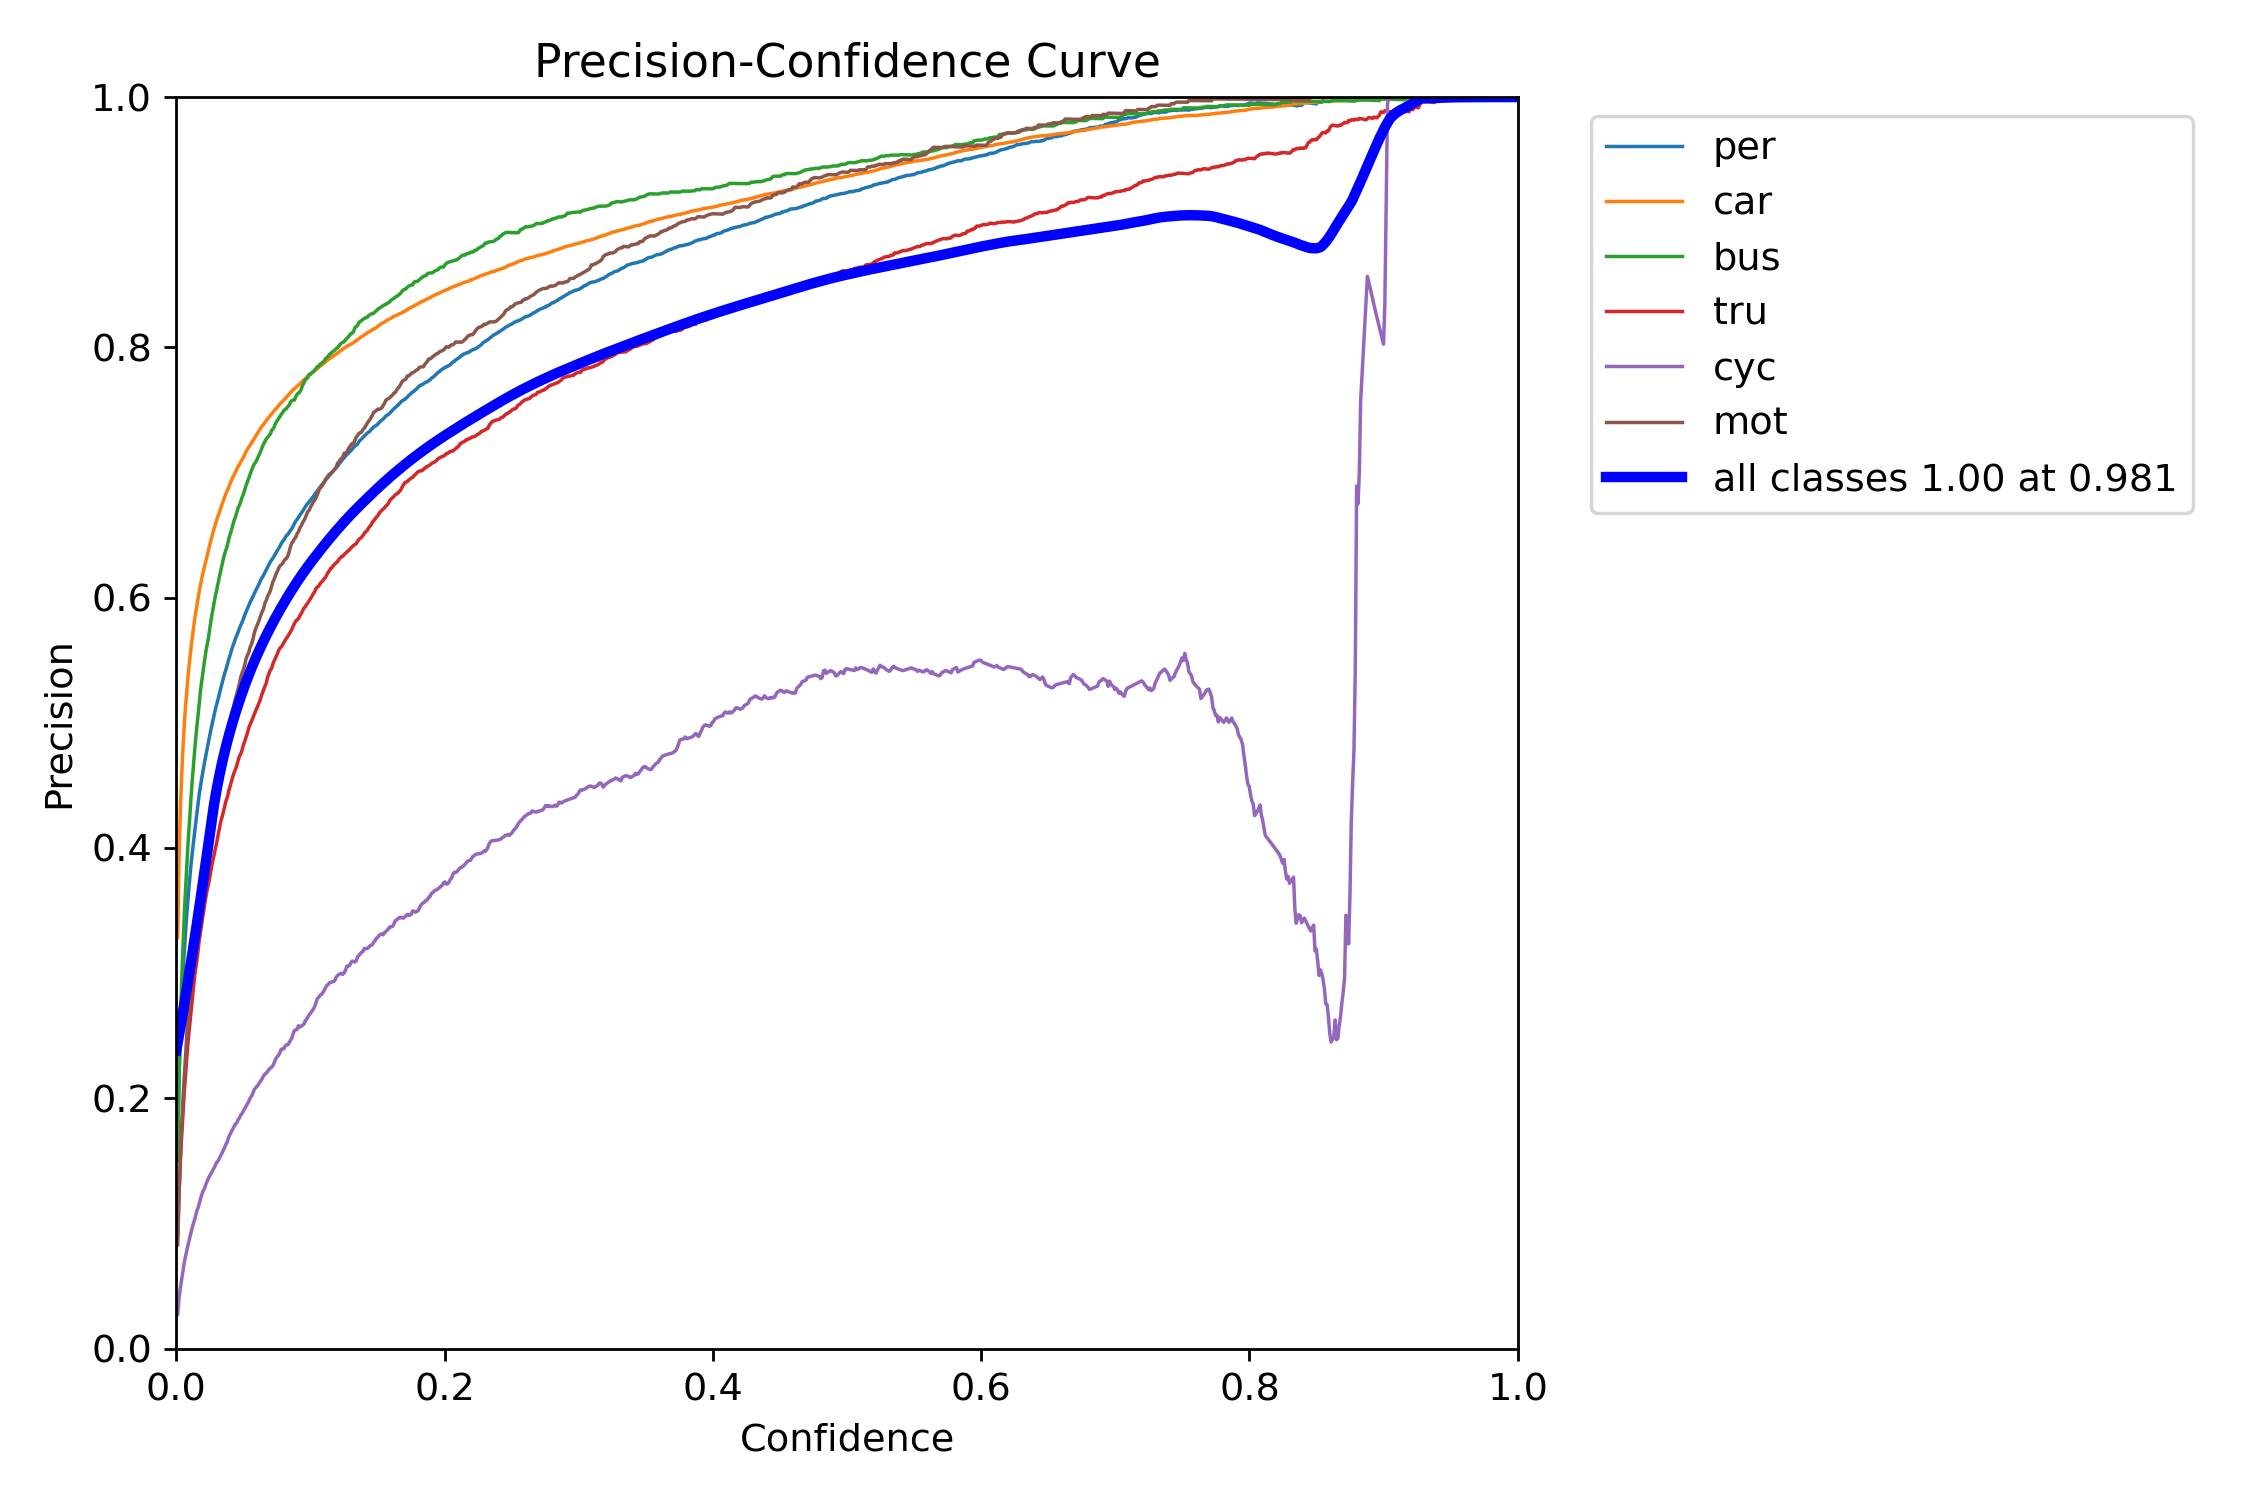 Precision-Confidence Curve
1.0
0.8
0.6
0.4
0.2
0.0
Precision
0.0 0.2 0.4 0.6 0.8 1.0
Confidence
per
car
bus
tru
cyc
mot
all classes 1.00 at 0.981